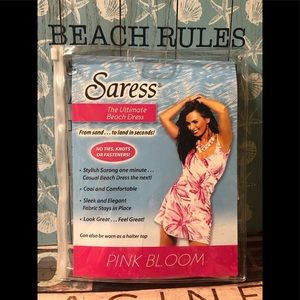 BEACH RULES
Saress®
The Ultimate
Beach Dress
From sand . . . to land in seconds!
NO TIES, KNOTS
OR FASTENERS!
• Stylish Sarong one minute . . .
Casual Beach Dress the next!
• Cool and Comfortable
• Sleek and Elegant
Fabric Stays in Place
• Look Great . . . Feel Great!
Can also be worn as a halter top
PINK BLOOM